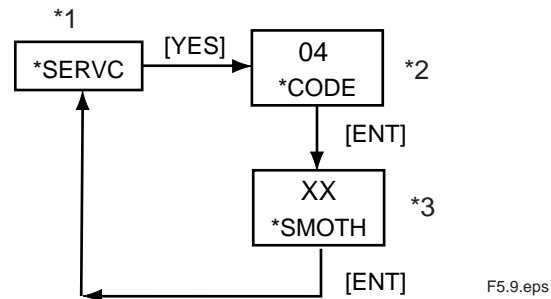 *1
*SERVC
[YES]
04
*CODE
*2
[ENT]
XX
*SMOTH
*3
[ENT]
F5.9.eps